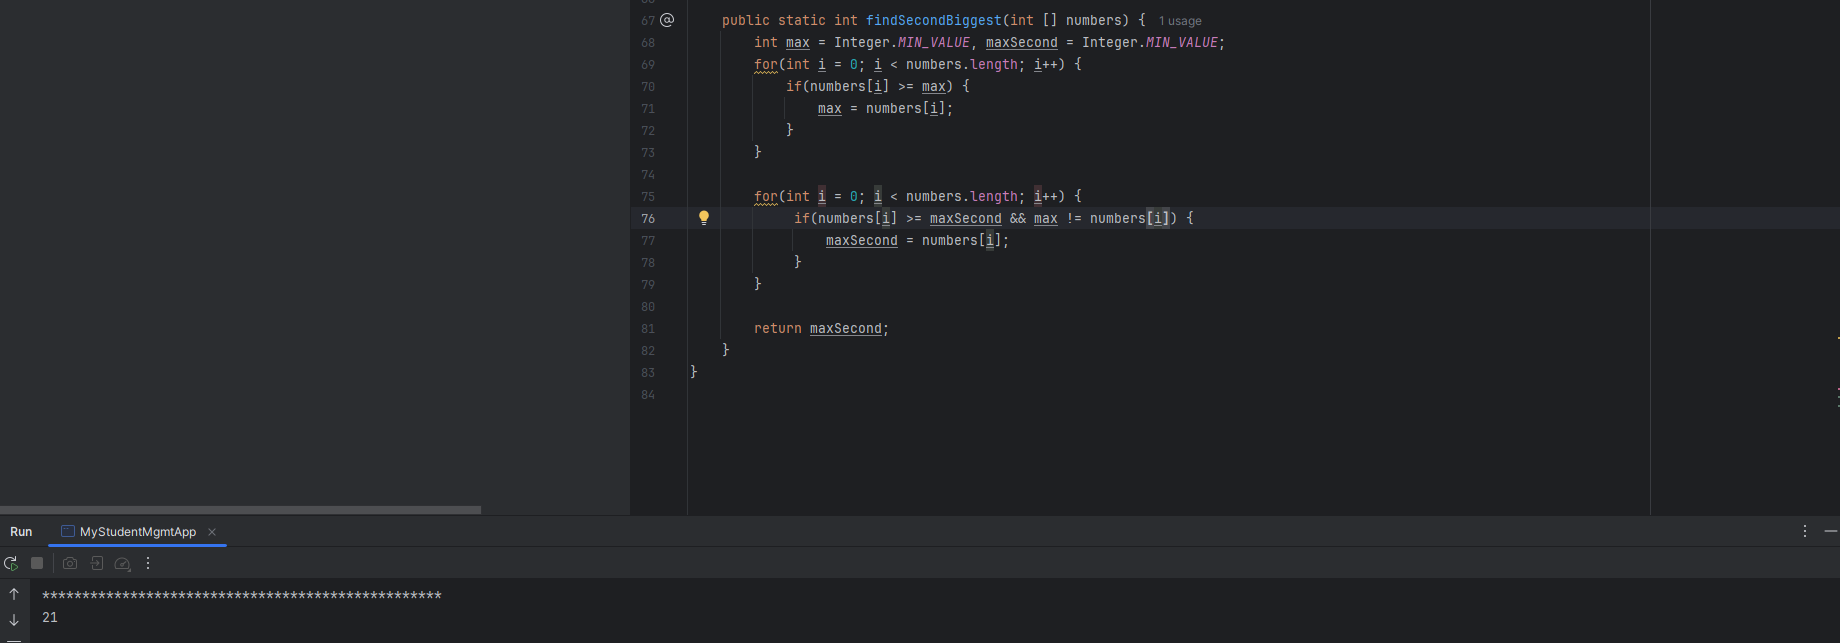 67 @ public static int findSecondBiggest(int [] numbers) { 1 usage
68 int max = Integer.MIN_VALUE, maxSecond = Integer.MIN_VALUE;
69 for(int i = 0; i < numbers.length; i++) {
70 if(numbers[i] >= max) {
71 max = numbers[i];
72 }
73 }
74
75 for(int i = 0; i < numbers.length; i++) {
76 if(numbers[i] >= maxSecond && max != numbers[i]) {
77 maxSecond = numbers[i];
78 }
79 }
80
81 return maxSecond;
82 }
83 }
84
Run MyStudentMgmtApp
**************************************************
21